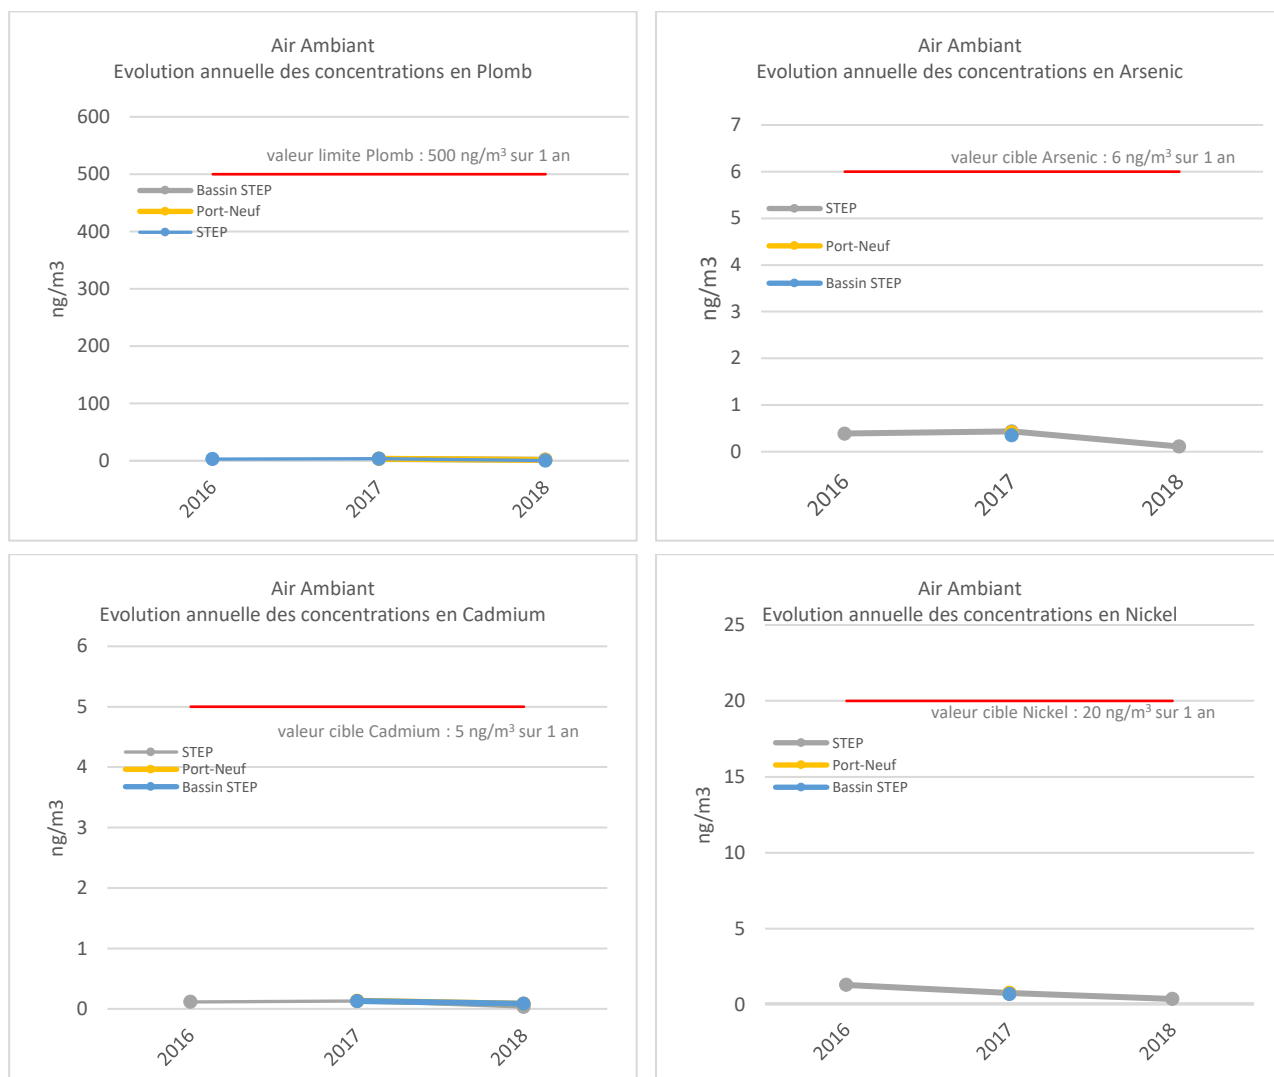 Air Ambiant
Evolution annuelle des concentrations en Plomb
600
500
400
300
200
100
0
ng/m3
valeur limite Plomb : 500 ng/m³ sur 1 an
Bassin STEP
Port-Neuf
STEP
2016
2017
2018
Air Ambiant
Evolution annuelle des concentrations en Arsenic
7
6
5
4
3
2
1
0
ng/m3
valeur cible Arsenic : 6 ng/m³ sur 1 an
STEP
Port-Neuf
Bassin STEP
2016
2017
2018
Air Ambiant
Evolution annuelle des concentrations en Cadmium
6
5
4
3
2
1
0
ng/m3
valeur cible Cadmium : 5 ng/m³ sur 1 an
STEP
Port-Neuf
Bassin STEP
2016
2017
2018
Air Ambiant
Evolution annuelle des concentrations en Nickel
25
20
15
10
5
0
ng/m3
valeur cible Nickel : 20 ng/m³ sur 1 an
STEP
Port-Neuf
Bassin STEP
2016
2017
2018